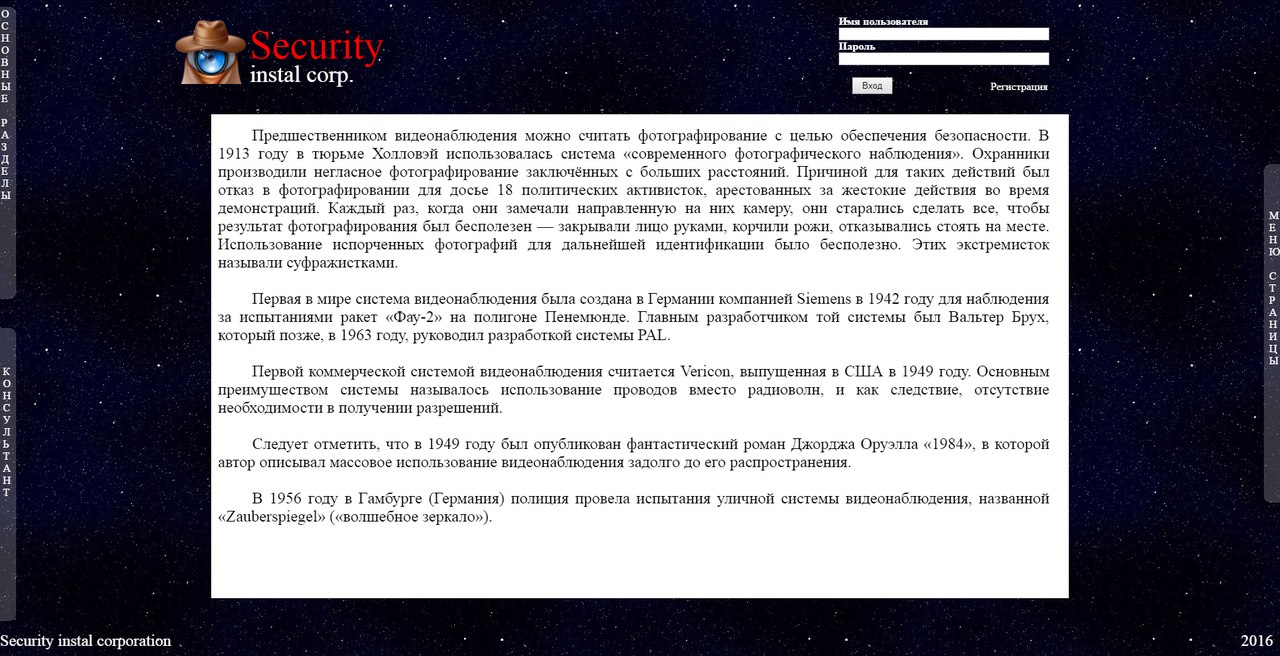 ОСНОВНЫЕ РАЗДЕЛЫ
Security
instal corp.
Имя пользователя
Пароль
Вход
Регистрация
Предшественником видеонаблюдения можно считать фотографирование с целью обеспечения безопасности. В
1913 году в тюрьме Холловэй использовалась система «современного фотографического наблюдения». Охранники
производили негласное фотографирование заключённых с больших расстояний. Причиной для таких действий был
отказ в фотографировании для досье 18 политических активисток, арестованных за жестокие действия во время
демонстраций. Каждый раз, когда они замечали направленную на них камеру, они старались сделать все, чтобы
результат фотографирования был бесполезен — закрывали лицо руками, корчили рожи, отказывались стоять на месте.
Использование испорченных фотографий для дальнейшей идентификации было бесполезно. Этих экстремисток
называли суфражистками.
Первая в мире система видеонаблюдения была создана в Германии компанией Siemens в 1942 году для наблюдения
за испытаниями ракет «Фау-2» на полигоне Пенемюнде. Главным разработчиком той системы был Вальтер Брух,
который позже, в 1963 году, руководил разработкой системы PAL.
Первой коммерческой системой видеонаблюдения считается Vericon, выпущенная в США в 1949 году. Основным
преимуществом системы называлось использование проводов вместо радиоволн, и как следствие, отсутствие
необходимости в получении разрешений.
Следует отметить, что в 1949 году был опубликован фантастический роман Джорджа Оруэлла «1984», в которой
автор описывал массовое использование видеонаблюдения задолго до его распространения.
В 1956 году в Гамбурге (Германия) полиция провела испытания уличной системы видеонаблюдения, названной
«Zauberspiegel» («волшебное зеркало»).
МЕНЮ СТРАНИЦЫ
КОНСУЛЬТАНТ
Security instal corporation
2016